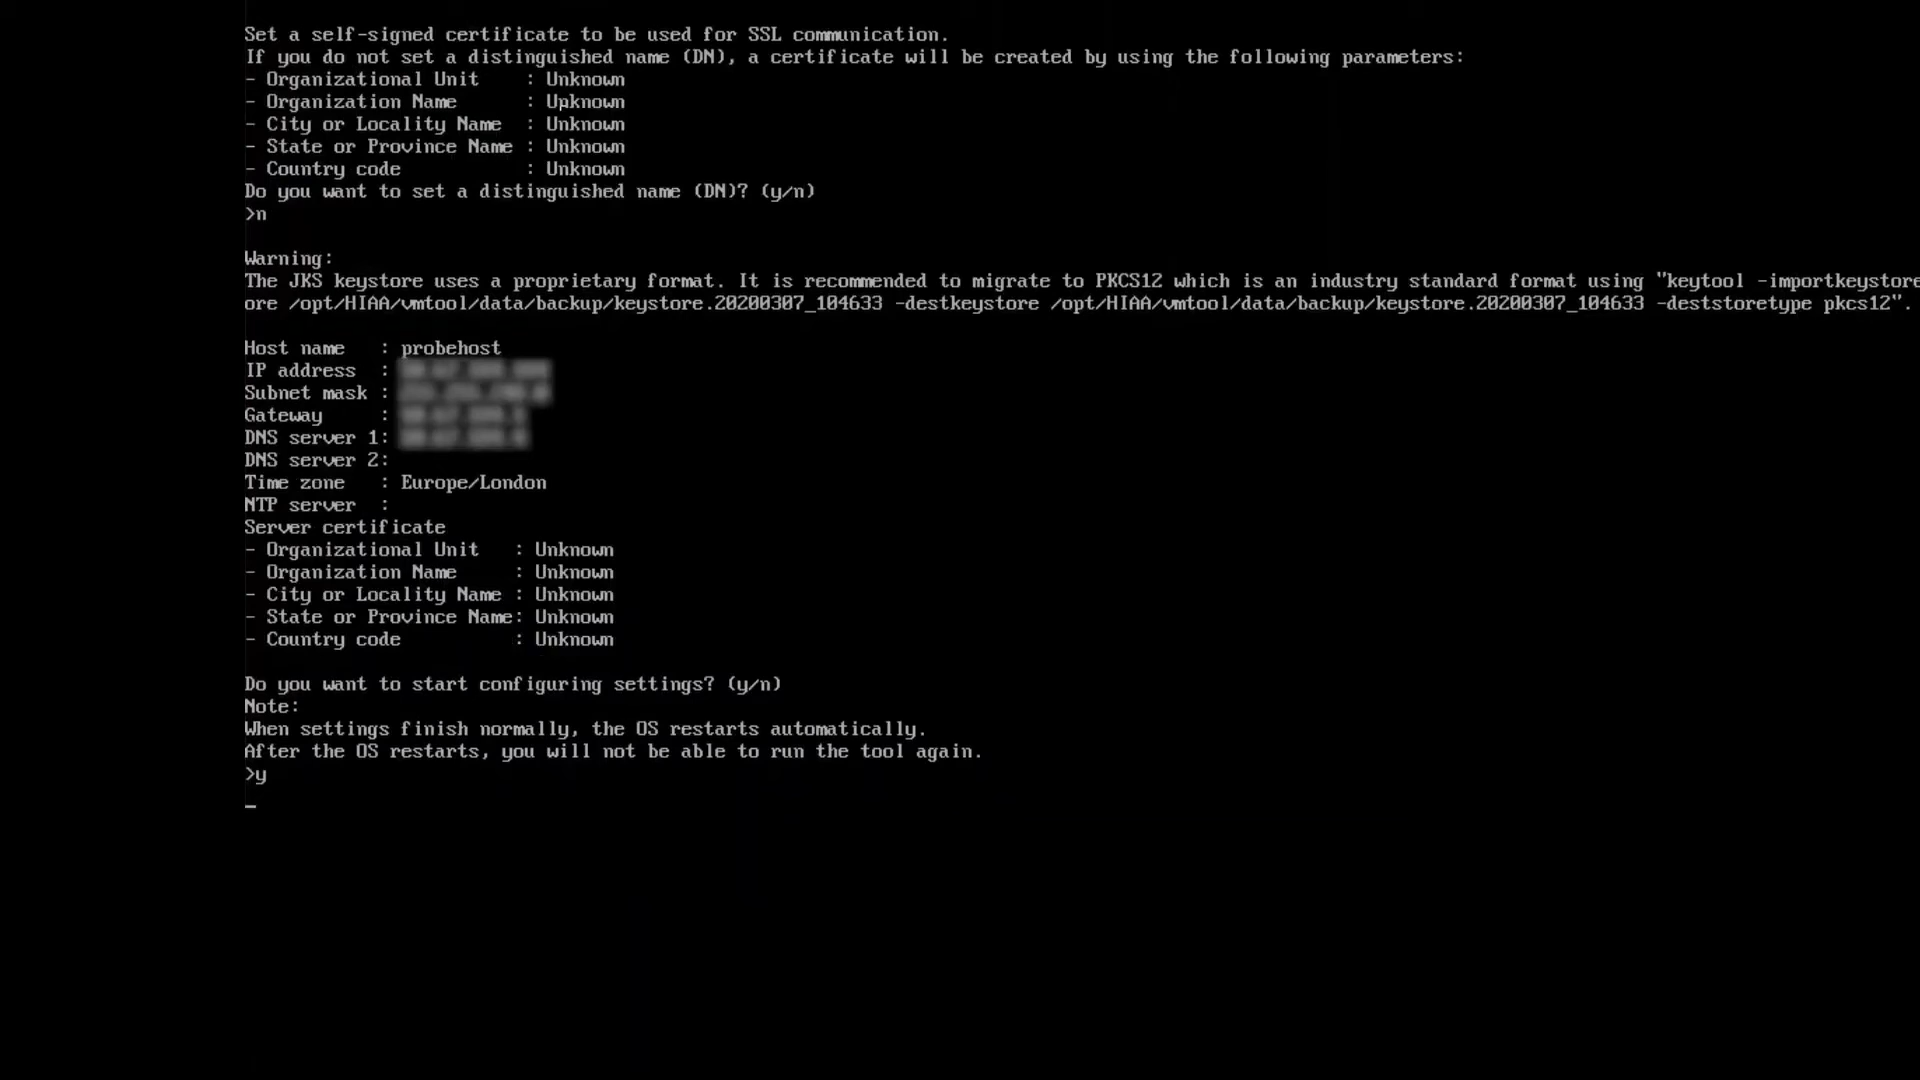 Set a self-signed certificate to be used for SSL communication.
If you do not set a distinguished name (DN), a certificate will be created by using the following parameters:
- Organizational Unit    : Unknown
- Organization Name      : Unknown
- City or Locality Name  : Unknown
- State or Province Name : Unknown
- Country code           : Unknown
Do you want to set a distinguished name (DN)? (y/n)
>n
Warning:
The JKS keystore uses a proprietary format. It is recommended to migrate to PKCS12 which is an industry standard format using "keytool -importkeystore
ore /opt/HIAA/vmtool/data/backup/keystore.20200307_104633 -destkeystore /opt/HIAA/vmtool/data/backup/keystore.20200307_104633 -deststoretype pkcs12".
Host name   : probehost
IP address  :
Subnet mask :
Gateway     :
DNS server 1:
DNS server 2:
Time zone   : Europe/London
NTP server  :
Server certificate
- Organizational Unit   : Unknown
- Organization Name     : Unknown
- City or Locality Name : Unknown
- State or Province Name: Unknown
- Country code          : Unknown
Do you want to start configuring settings? (y/n)
Note:
When settings finish normally, the OS restarts automatically.
After the OS restarts, you will not be able to run the tool again.
>y
_